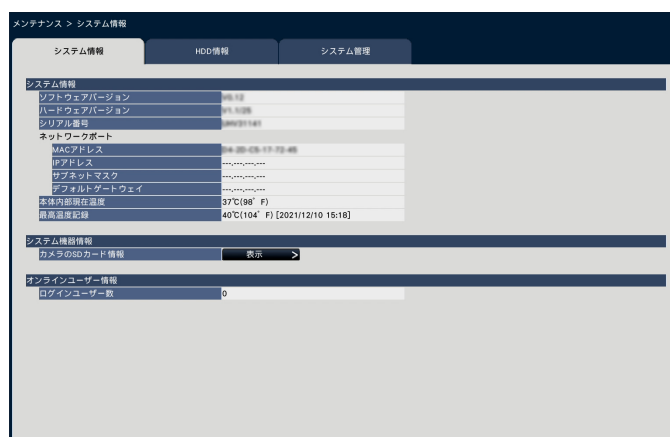 メンテナンス > システム情報
システム情報 HDD情報 システム管理
システム情報
ソフトウェアバージョン
ハードウェアバージョン
シリアル番号
ネットワークポート
MACアドレス
IPアドレス ---.---.---.---
サブネットマスク ---.---.---.---
デフォルトゲートウェイ ---.---.---.---
本体内部現在温度 37℃(98°F)
最高温度記録 40℃(104°F) [2021/12/10 15:18]
システム機器情報
カメラのSDカード情報 表示 >
オンラインユーザー情報
ログインユーザー数 0